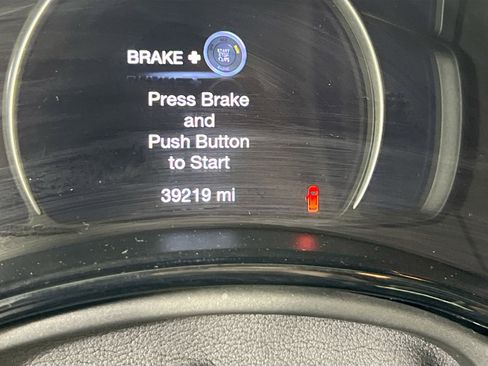 BRAKE +
Press Brake
and
Push Button
to Start
39219 mi